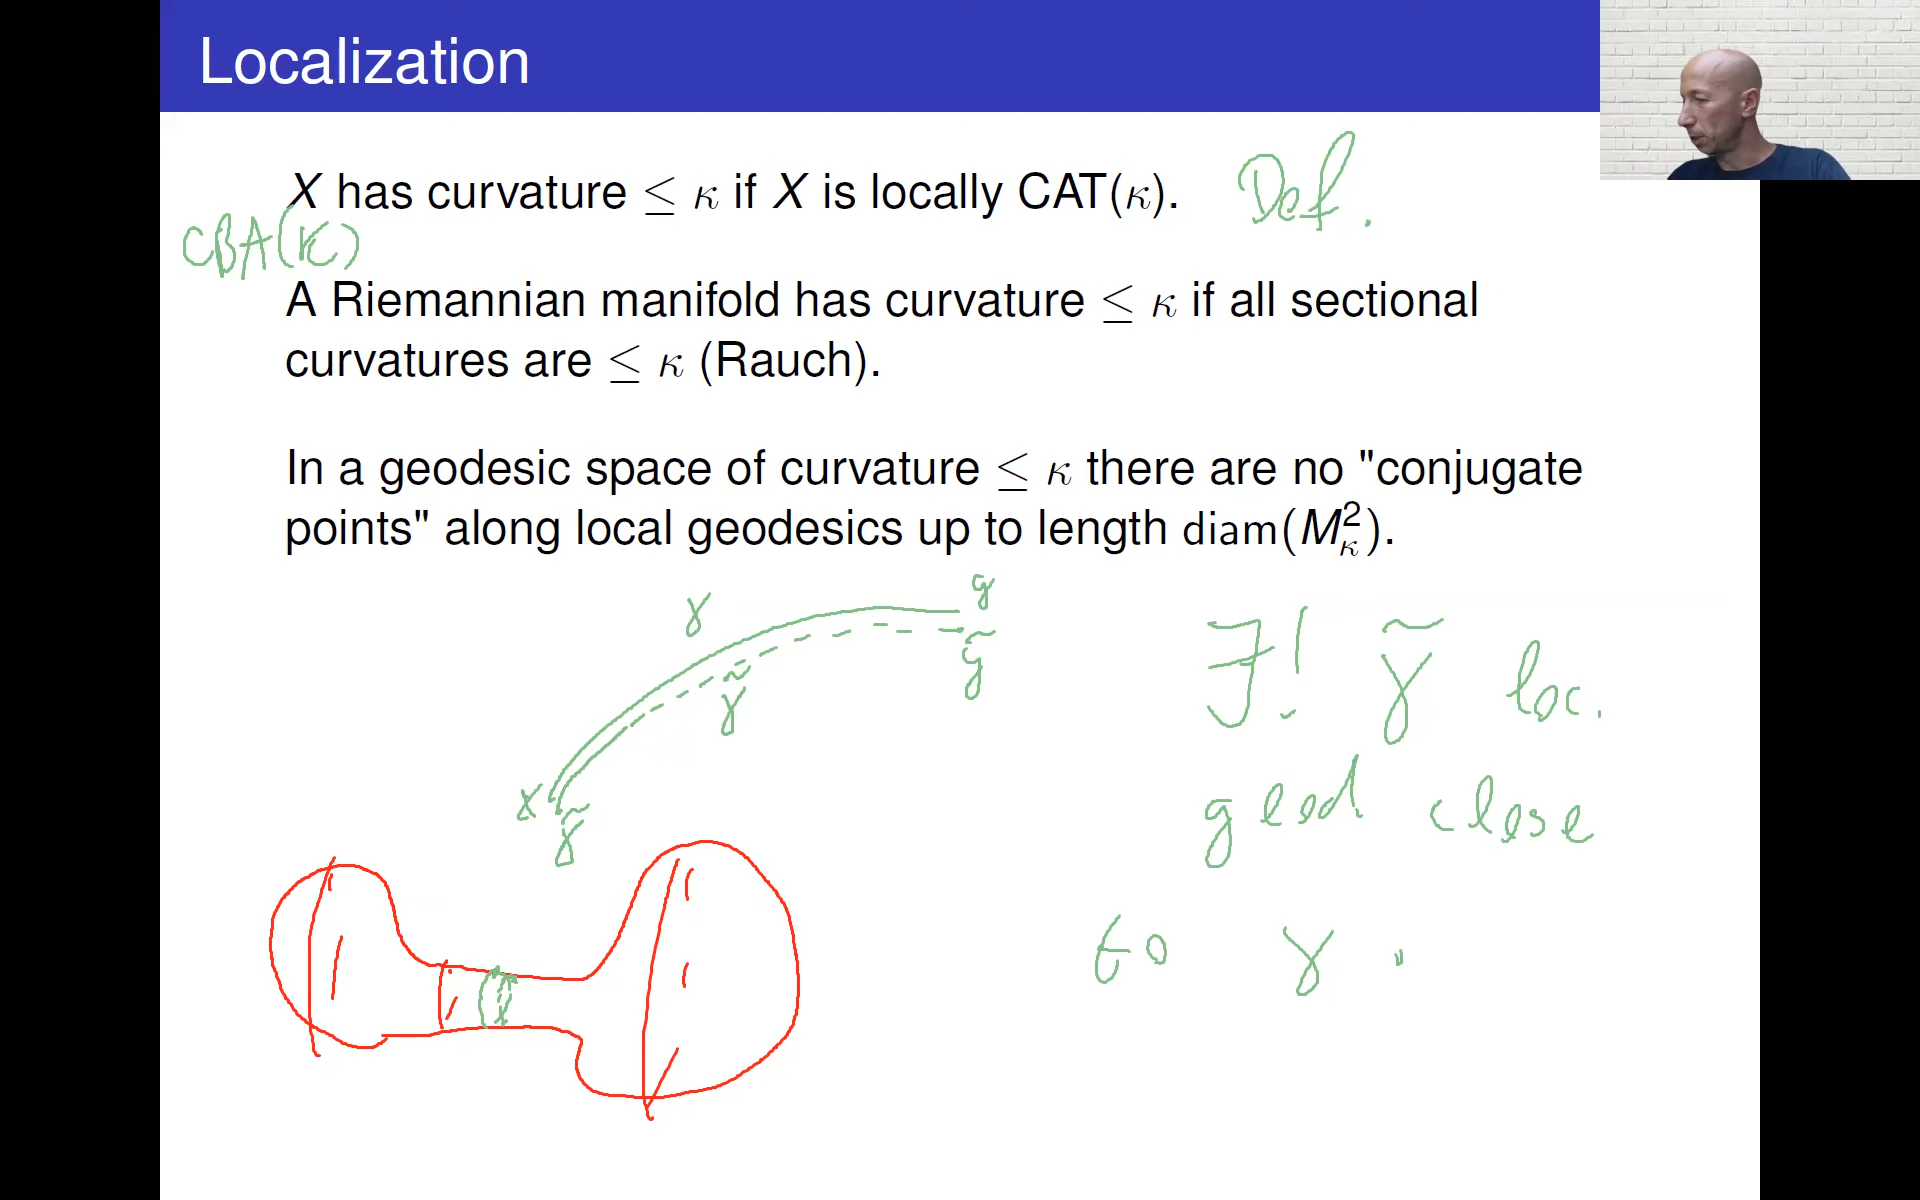 Localization
X has curvature ≤ κ if X is locally CAT(κ).
Def.
CBA(κ)
A Riemannian manifold has curvature ≤ κ if all sectional
curvatures are ≤ κ (Rauch).
In a geodesic space of curvature ≤ κ there are no "conjugate
points" along local geodesics up to length diam(M²_κ).
γ
y
ỹ
γ̃
x
∃! γ̃ loc.
geod close
to γ.